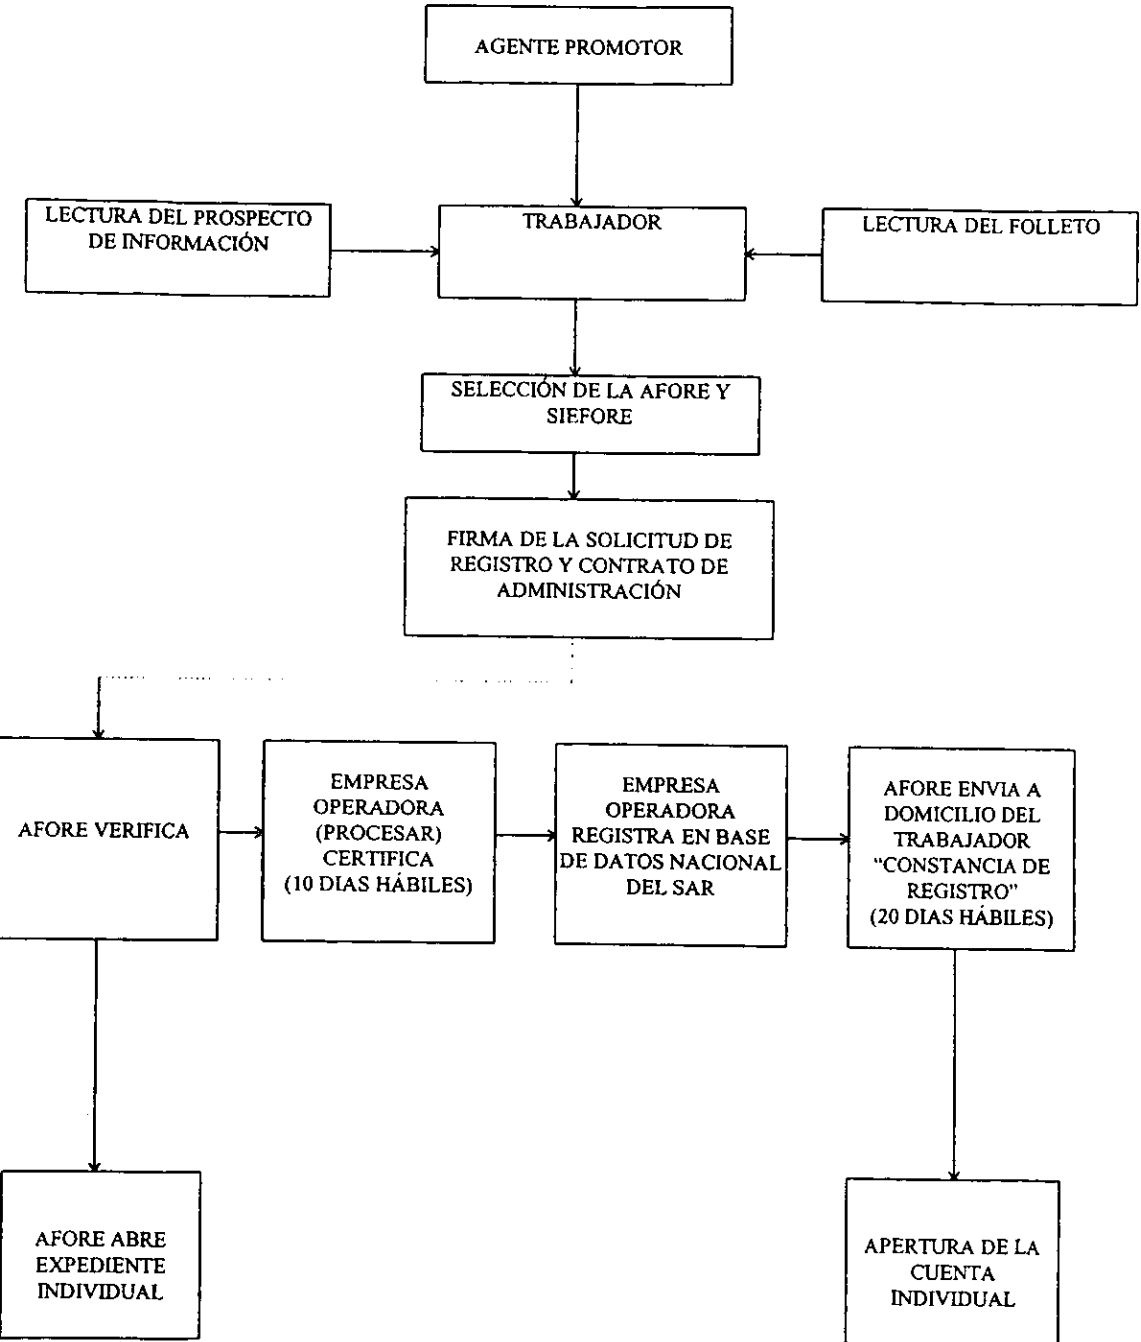 AGENTE PROMOTOR
LECTURA DEL PROSPECTO
DE INFORMACIÓN
TRABAJADOR
LECTURA DEL FOLLETO
SELECCIÓN DE LA AFORE Y
SIEFORE
FIRMA DE LA SOLICITUD DE
REGISTRO Y CONTRATO DE
ADMINISTRACIÓN
AFORE VERIFICA
EMPRESA
OPERADORA
(PROCESAR)
CERTIFICA
(10 DIAS HÁBILES)
EMPRESA
OPERADORA
REGISTRA EN BASE
DE DATOS NACIONAL
DEL SAR
AFORE ENVIA A
DOMICILIO DEL
TRABAJADOR
“CONSTANCIA DE
REGISTRO”
(20 DIAS HÁBILES)
AFORE ABRE
EXPEDIENTE
INDIVIDUAL
APERTURA DE LA
CUENTA
INDIVIDUAL